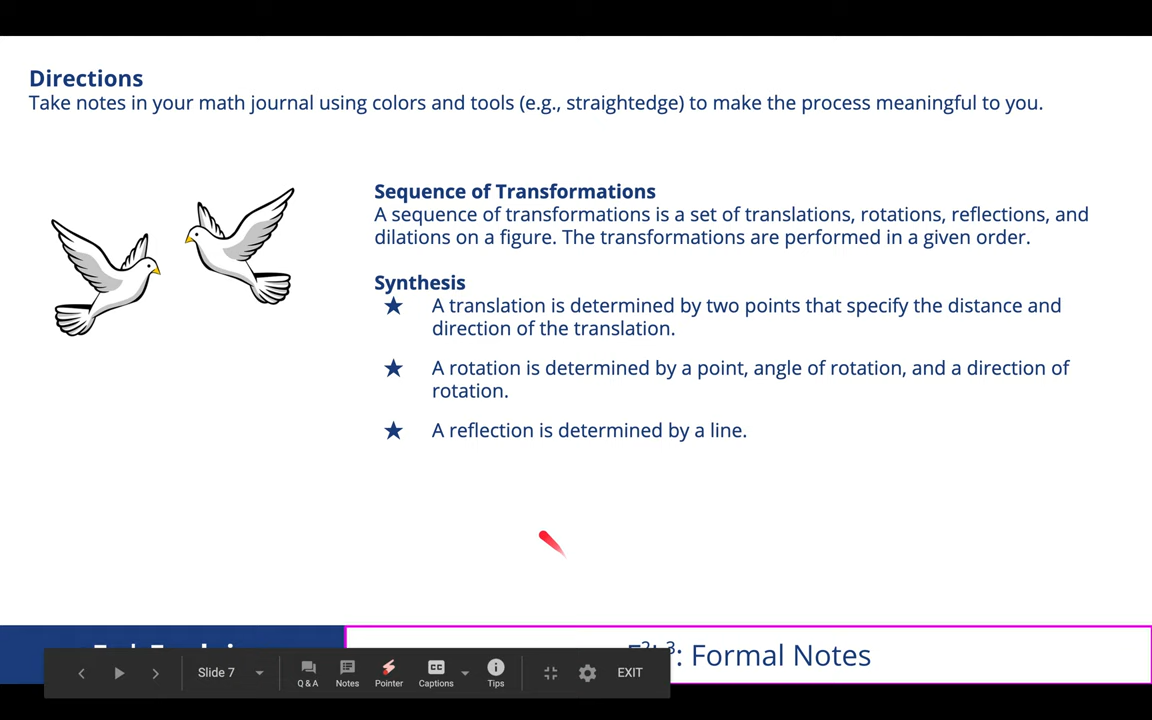 Directions
Take notes in your math journal using colors and tools (e.g., straightedge) to make the process meaningful to you.
Sequence of Transformations
A sequence of transformations is a set of translations, rotations, reflections, and
dilations on a figure. The transformations are performed in a given order.
Synthesis
★ A translation is determined by two points that specify the distance and
direction of the translation.
★ A rotation is determined by a point, angle of rotation, and a direction of
rotation.
★ A reflection is determined by a line.
: Formal Notes
Slide 7
Q & A
Notes
Pointer
CC
Captions
Tips
EXIT